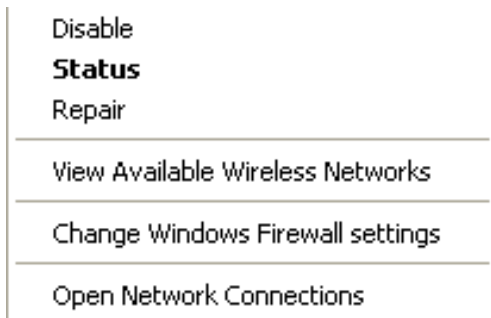 Disable
Status
Repair
View Available Wireless Networks
Change Windows Firewall settings
Open Network Connections